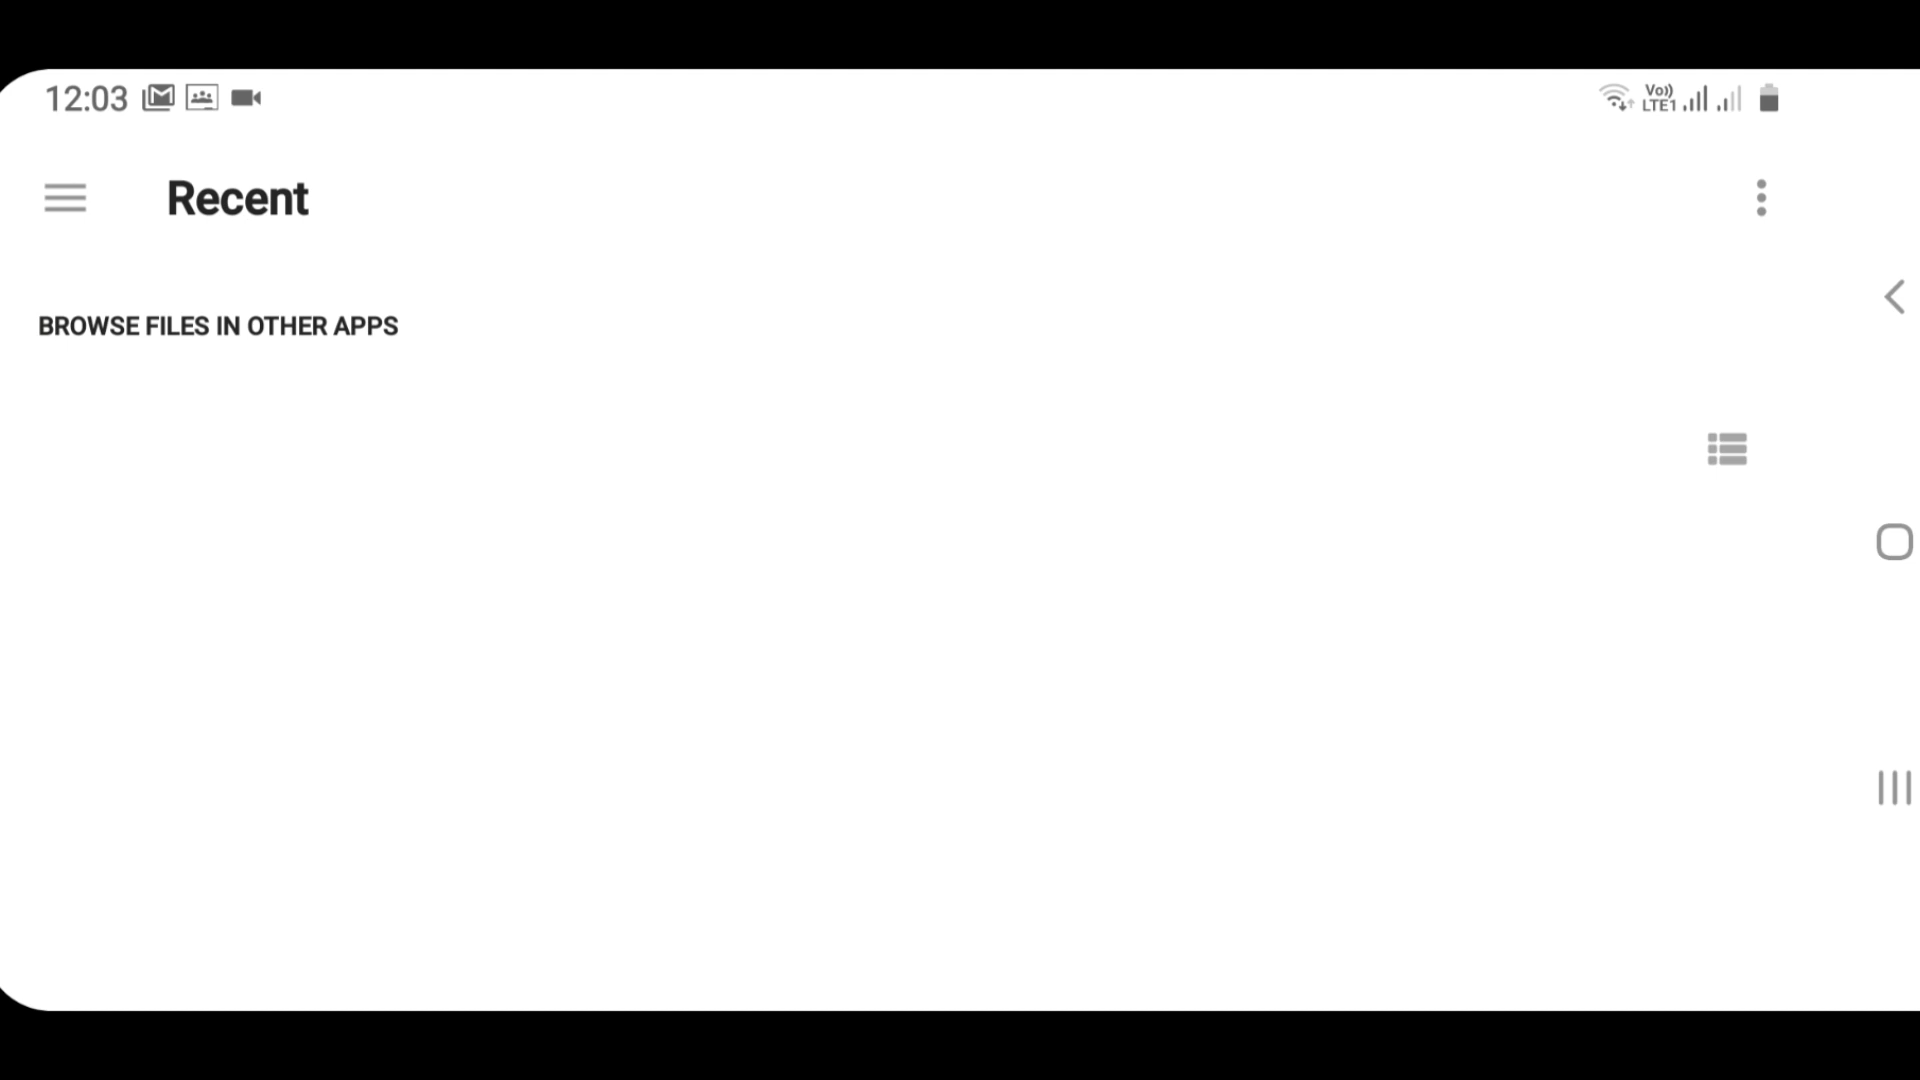 12:03
Vo))
LTE1
Recent
BROWSE FILES IN OTHER APPS